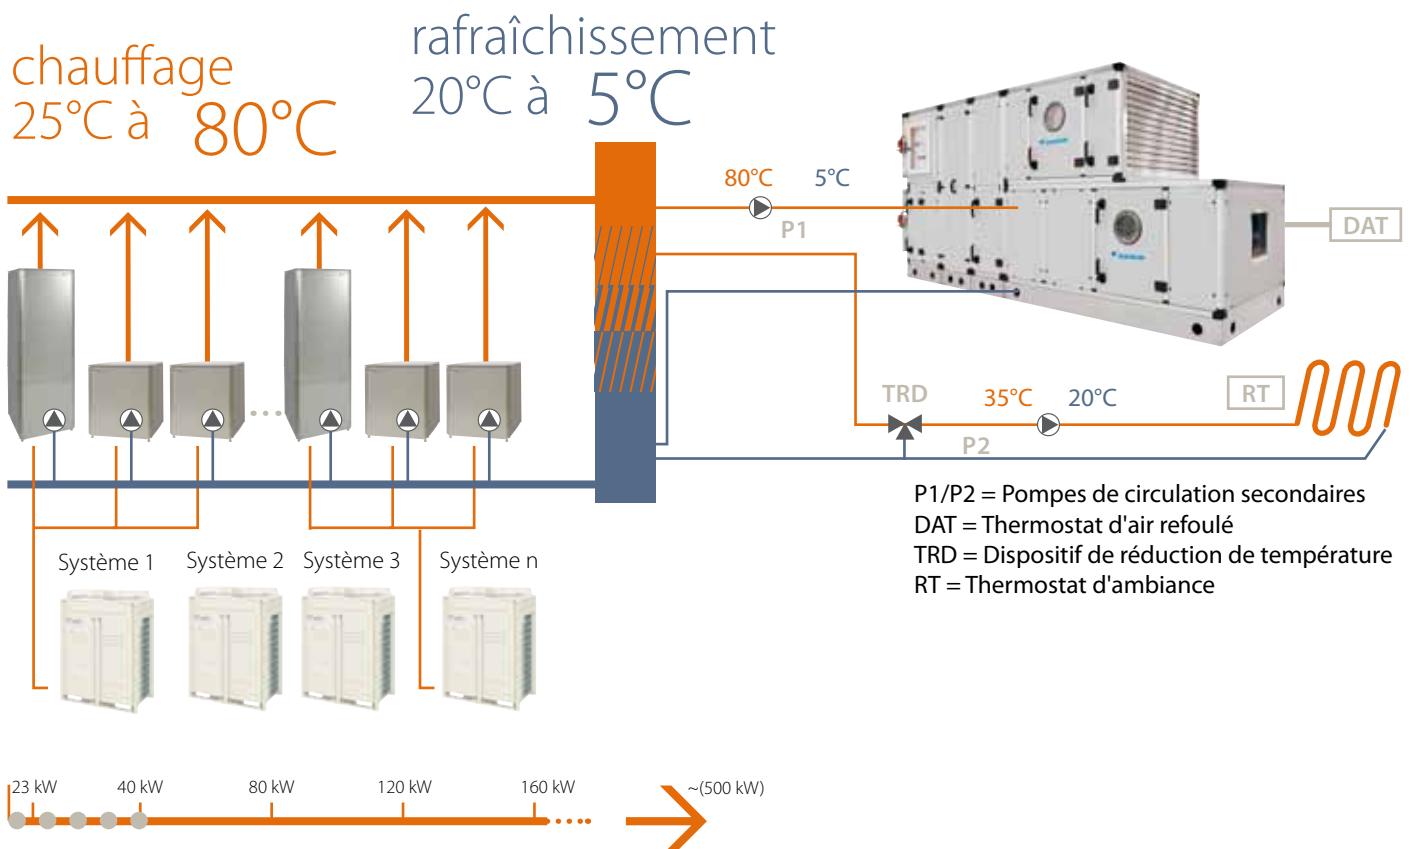 chauffage
25°C à 80°C
rafraîchissement
20°C à 5°C
80°C 5°C
P1
DAT
TRD
35°C 20°C
RT
P2
P1/P2 = Pompes de circulation secondaires
DAT = Thermostat d'air refoulé
TRD = Dispositif de réduction de température
RT = Thermostat d'ambiance
Système 1 Système 2 Système 3 Système n
23 kW 40 kW 80 kW 120 kW 160 kW ~(500 kW)